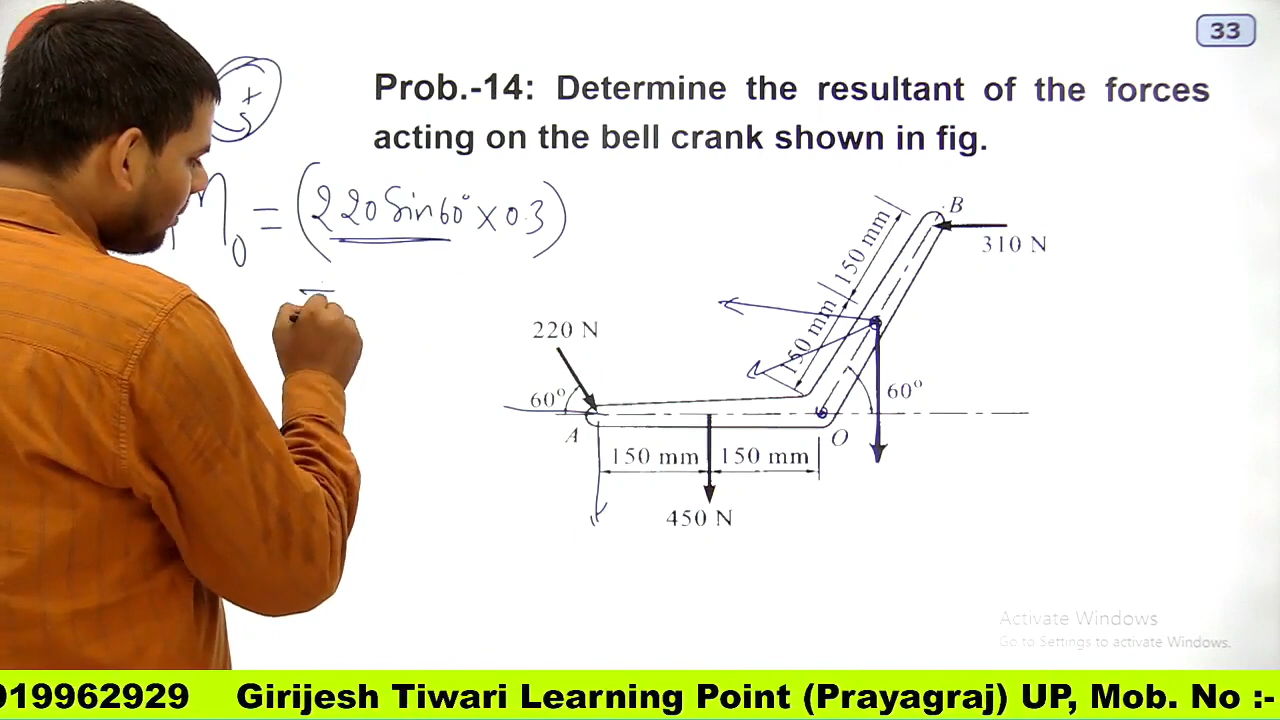 33
Prob.-14: Determine the resultant of the forces
acting on the bell crank shown in fig.
+
M₀ = (220 Sin 60° × 0.3)
B
310 N
150 mm
150 mm
220 N
60°
60°
A
O
150 mm
150 mm
450 N
Activate Windows
Go to Settings to activate Windows.
919962929 Girijesh Tiwari Learning Point (Prayagraj) UP, Mob. No :-